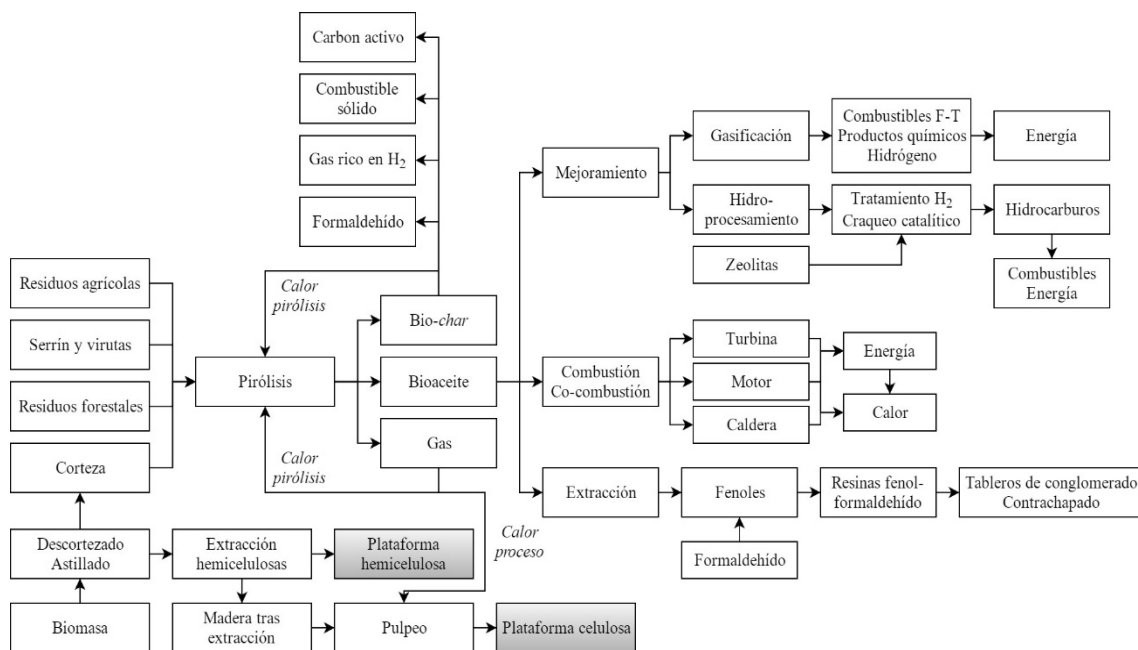 Carbon activo
Combustible
sólido
Gas rico en H₂
Formaldehído
Gasificación
Combustibles F-T
Productos químicos
Hidrógeno
Energía
Mejoramiento
Hidro-
procesamiento
Tratamiento H₂
Craqueo catalítico
Hidrocarburos
Zeolitas
Combustibles
Energía
Residuos agrícolas
Serrín y virutas
Residuos forestales
Corteza
Calor
pirólisis
Pirólisis
Calor
pirólisis
Bio-char
Bioaceite
Gas
Combustión
Co-combustión
Turbina
Motor
Caldera
Energía
Calor
Extracción
Fenoles
Resinas fenol-
formaldehído
Tableros de conglomerado
Contrachapado
Formaldehído
Calor
proceso
Descortezado
Astillado
Extracción
hemicelulosas
Plataforma
hemicelulosa
Biomasa
Madera tras
extracción
Pulpeo
Plataforma celulosa